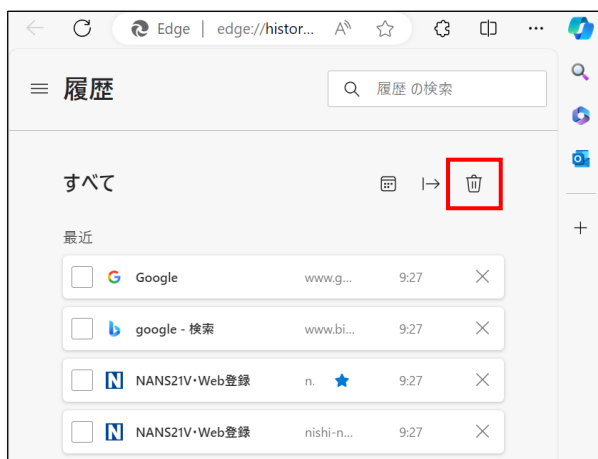 Edge | edge://histor... A
履歴
履歴 の検索
すべて
最近
Google www.g... 9:27
google - 検索 www.bi... 9:27
NANS21V・Web登録 n. 9:27
NANS21V・Web登録 nishi-n... 9:27